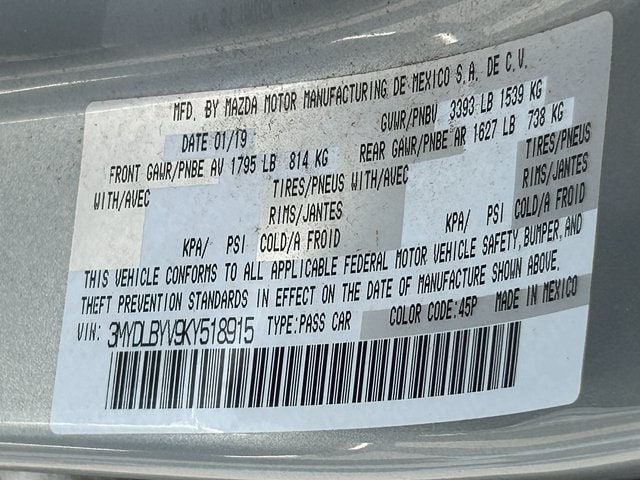 MFD. BY MAZDA MOTOR MANUFACTURING DE MEXICO S.A. DE C.V.
DATE 01/19 GVWR/PNBV 3393 LB 1539 KG
FRONT GAWR/PNBE AV 1795 LB 814 KG REAR GAWR/PNBE AR 1627 LB 738 KG
WITH/AVEC TIRES/PNEUS WITH/AVEC TIRES/PNEUS
RIMS/JANTES RIMS/JANTES
KPA/ PSI COLD/A FROID KPA/ PSI COLD/A FROID
THIS VEHICLE CONFORMS TO ALL APPLICABLE FEDERAL MOTOR VEHICLE SAFETY, BUMPER, AND
THEFT PREVENTION STANDARDS IN EFFECT ON THE DATE OF MANUFACTURE SHOWN ABOVE.
VIN: 3MYDLBYV9KY518915 TYPE:PASS CAR COLOR CODE:45P MADE IN MEXICO